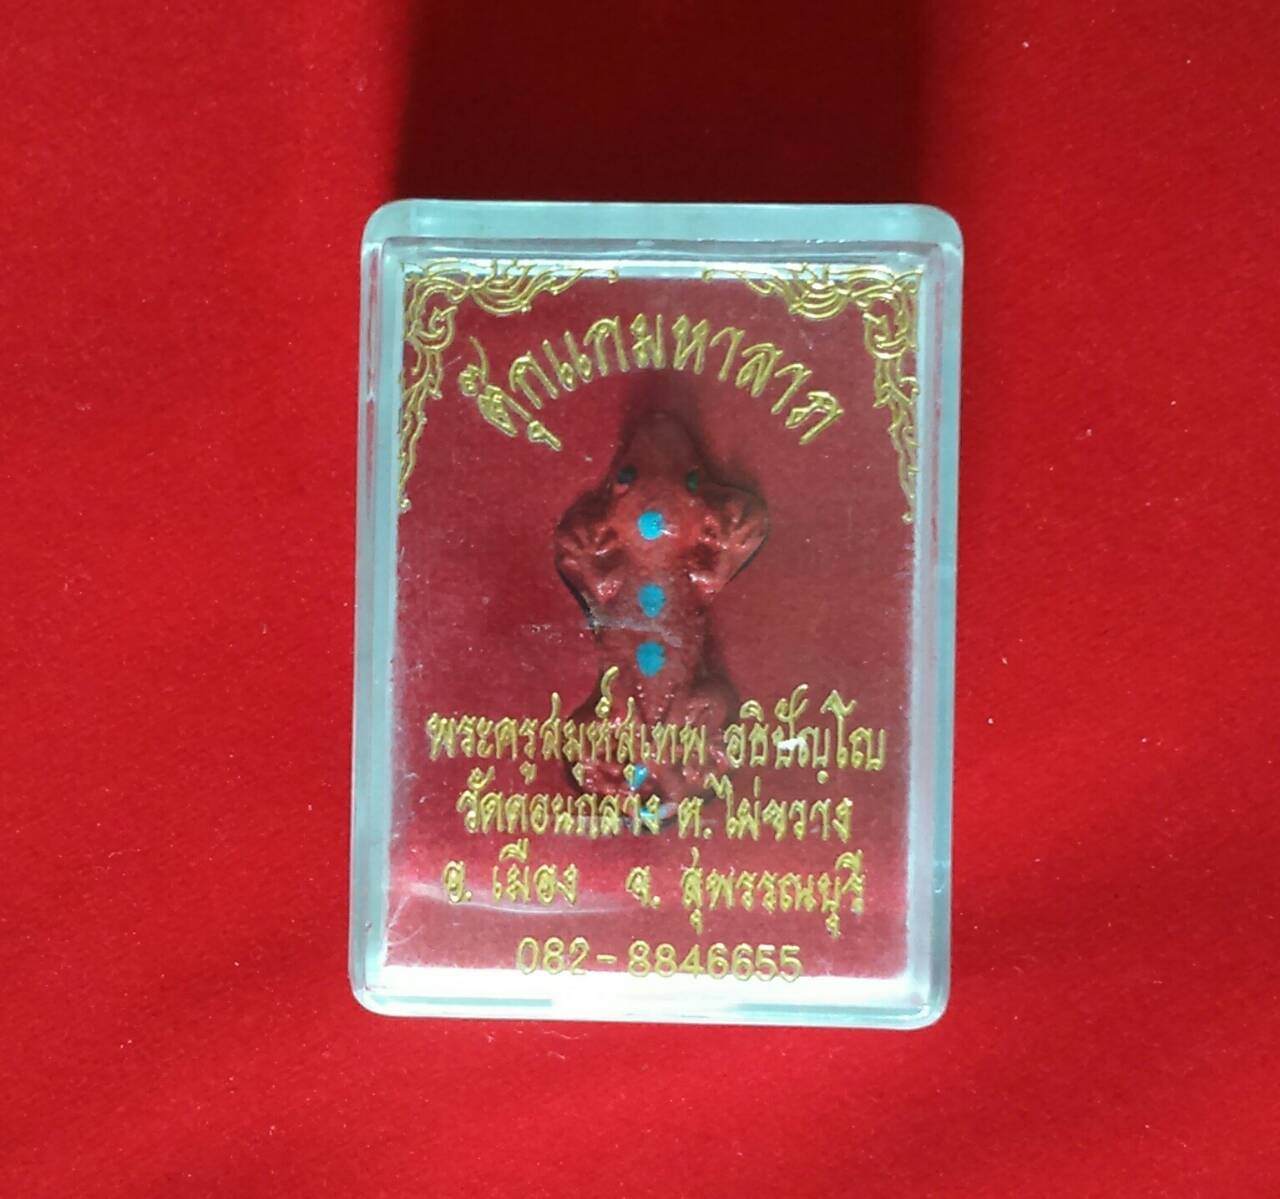 ตุ๊กแกมหาลาภ
พระครูสมุห์สุเทพ อธิปัญฺโญ
วัดดอนกลาง ต. ไผ่ขวาง
อ. เมือง จ. สุพรรณบุรี
082-8846655